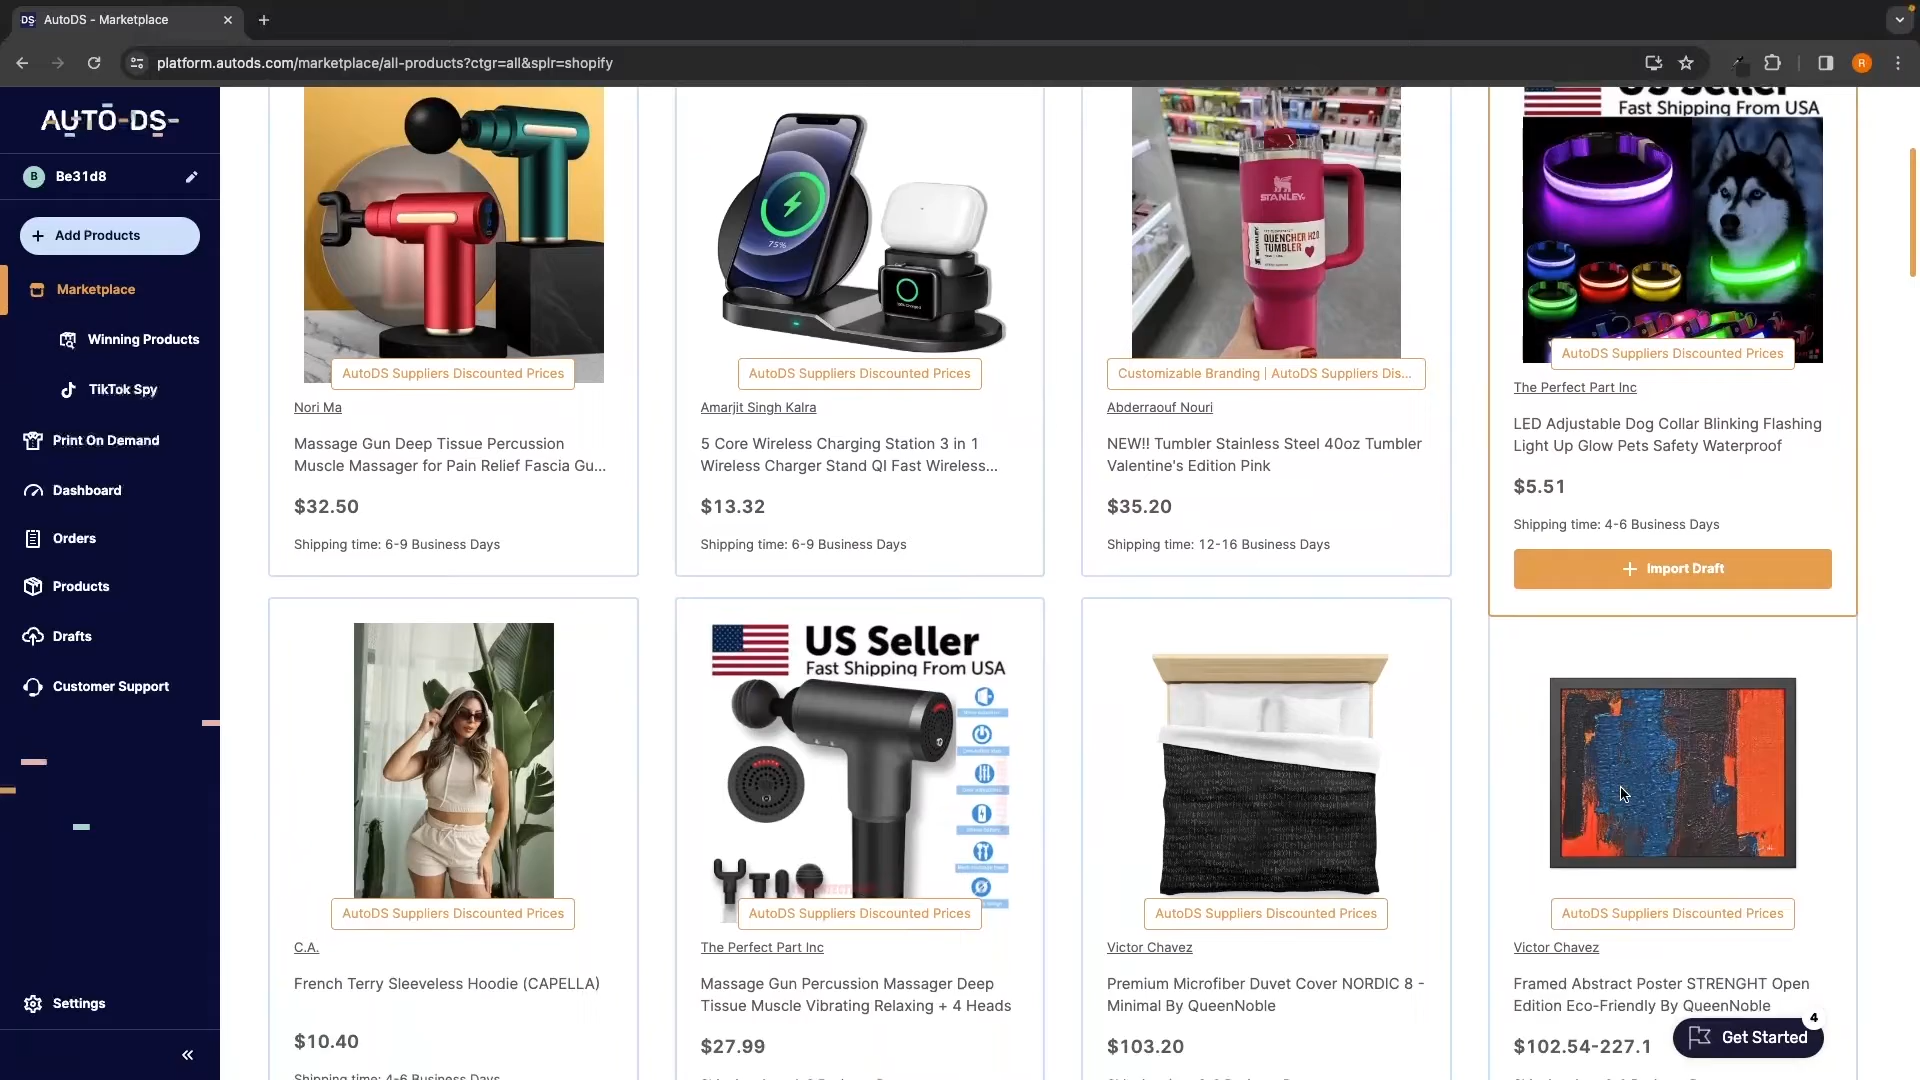 AutoDS - Marketplace
platform.autods.com/marketplace/all-products?ctgr=all&splr=shopify
R
AUTO-DS
B Be31d8
Add Products
Marketplace
Winning Products
TikTok Spy
Print On Demand
Dashboard
Orders
Products
Drafts
Customer Support
Settings
AutoDS Suppliers Discounted Prices
Nori Ma
Massage Gun Deep Tissue Percussion
Muscle Massager for Pain Relief Fascia Gu...
$32.50
Shipping time: 6-9 Business Days
75%
AutoDS Suppliers Discounted Prices
Amarjit Singh Kalra
5 Core Wireless Charging Station 3 in 1
Wireless Charger Stand QI Fast Wireless...
$13.32
Shipping time: 6-9 Business Days
STANLEY
STANLEY
QUENCHER H2.0
TUMBLER
Customizable Branding | AutoDS Suppliers Dis...
Abderraouf Nouri
NEW!! Tumbler Stainless Steel 40oz Tumbler
Valentine's Edition Pink
$35.20
Shipping time: 12-16 Business Days
US Seller
Fast Shipping From USA
AutoDS Suppliers Discounted Prices
The Perfect Part Inc
LED Adjustable Dog Collar Blinking Flashing
Light Up Glow Pets Safety Waterproof
$5.51
Shipping time: 4-6 Business Days
Import Draft
AutoDS Suppliers Discounted Prices
C.A.
French Terry Sleeveless Hoodie (CAPELLA)
$10.40
Shipping time: 4-6 Business Days
US Seller
Fast Shipping From USA
AutoDS Suppliers Discounted Prices
The Perfect Part Inc
Massage Gun Percussion Massager Deep
Tissue Muscle Vibrating Relaxing + 4 Heads
$27.99
AutoDS Suppliers Discounted Prices
Victor Chavez
Premium Microfiber Duvet Cover NORDIC 8 -
Minimal By QueenNoble
$103.20
AutoDS Suppliers Discounted Prices
Victor Chavez
Framed Abstract Poster STRENGHT Open
Edition Eco-Friendly By QueenNoble
$102.54-227.1
4
Get Started